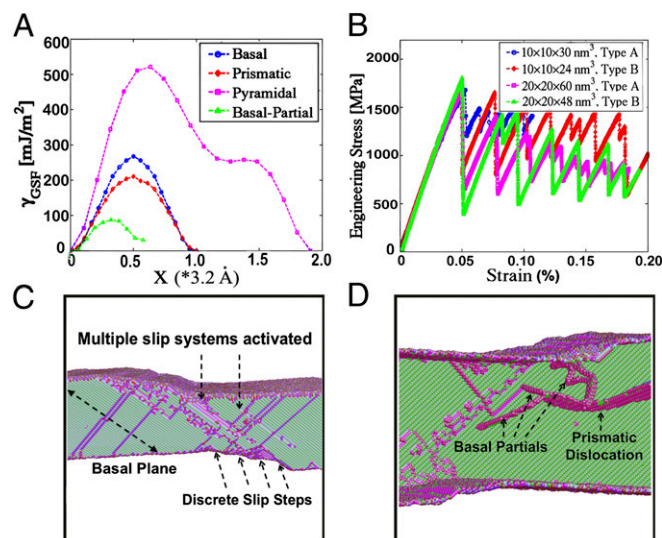 A
γGSF [mJ/m²]
600
500
400
300
200
100
0
0
0.5
1.0
1.5
2.0
X (*3.2 Å)
Basal
Prismatic
Pyramidal
Basal-Partial
B
Engineering Stress [MPa]
2000
1500
1000
500
0
0
0.05
0.10
0.15
0.20
Strain (%)
10×10×30 nm³, Type A
10×10×24 nm³, Type B
20×20×60 nm³, Type A
20×20×48 nm³, Type B
C
Multiple slip systems activated
Basal Plane
Discrete Slip Steps
D
Basal Partials
Prismatic
Dislocation